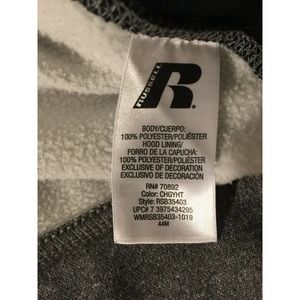 RUSSELL
R
BODY/CUERPO:
100% POLYESTER/POLIÉSTER
HOOD LINING/
FORRO DE LA CAPUCHA:
100% POLYESTER/POLIÉSTER
EXCLUSIVE OF DECORATION
EXCLUSIVO DE DECORACIÓN
RN# 70892
Color: CHGYHT
Style: RSB35403
UPC# 7 3975434295
WMRSB35403-1019
44M